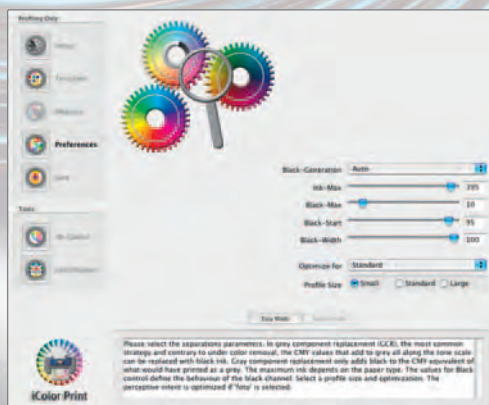 Profiling Only:
Preferences
Save
Tools
Black-Generation Auto
Ink-Max 395
Black-Max 10
Black-Start 95
Black-Width 100
Optimize for Standard
Profile Size Small Standard Large
Easy Mode
Please select the separations parameters. In grey component replacement (GCR), the most common
strategy and contrary to under color removal, the CMY values that add to grey all along the tone scale
can be replaced with black ink. Gray component replacement only adds black to the CMY equivalent of
what would have printed as a grey. The maximum ink depends on the paper type. The values for Black
control define the behaviour of the black channel. Select a profile size and optimization. The
perceptive intent is optimized if 'foto' is selected.
iColor Print